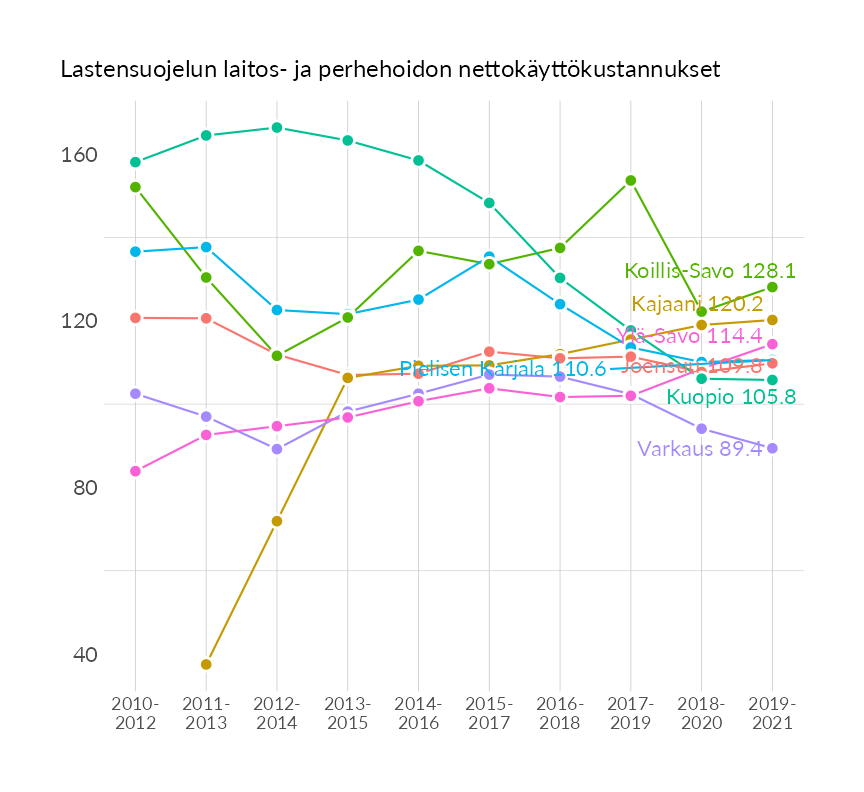 Lastensuojelun laitos- ja perhehoidon nettokäyttökustannukset
160
120
80
40
Koillis-Savo 128.1
Kajaani 120.2
Ylä-Savo 114.4
Pielisen Karjala 110.6
Joensuu 109.8
Kuopio 105.8
Varkaus 89.4
2010-2012
2011-2013
2012-2014
2013-2015
2014-2016
2015-2017
2016-2018
2017-2019
2018-2020
2019-2021